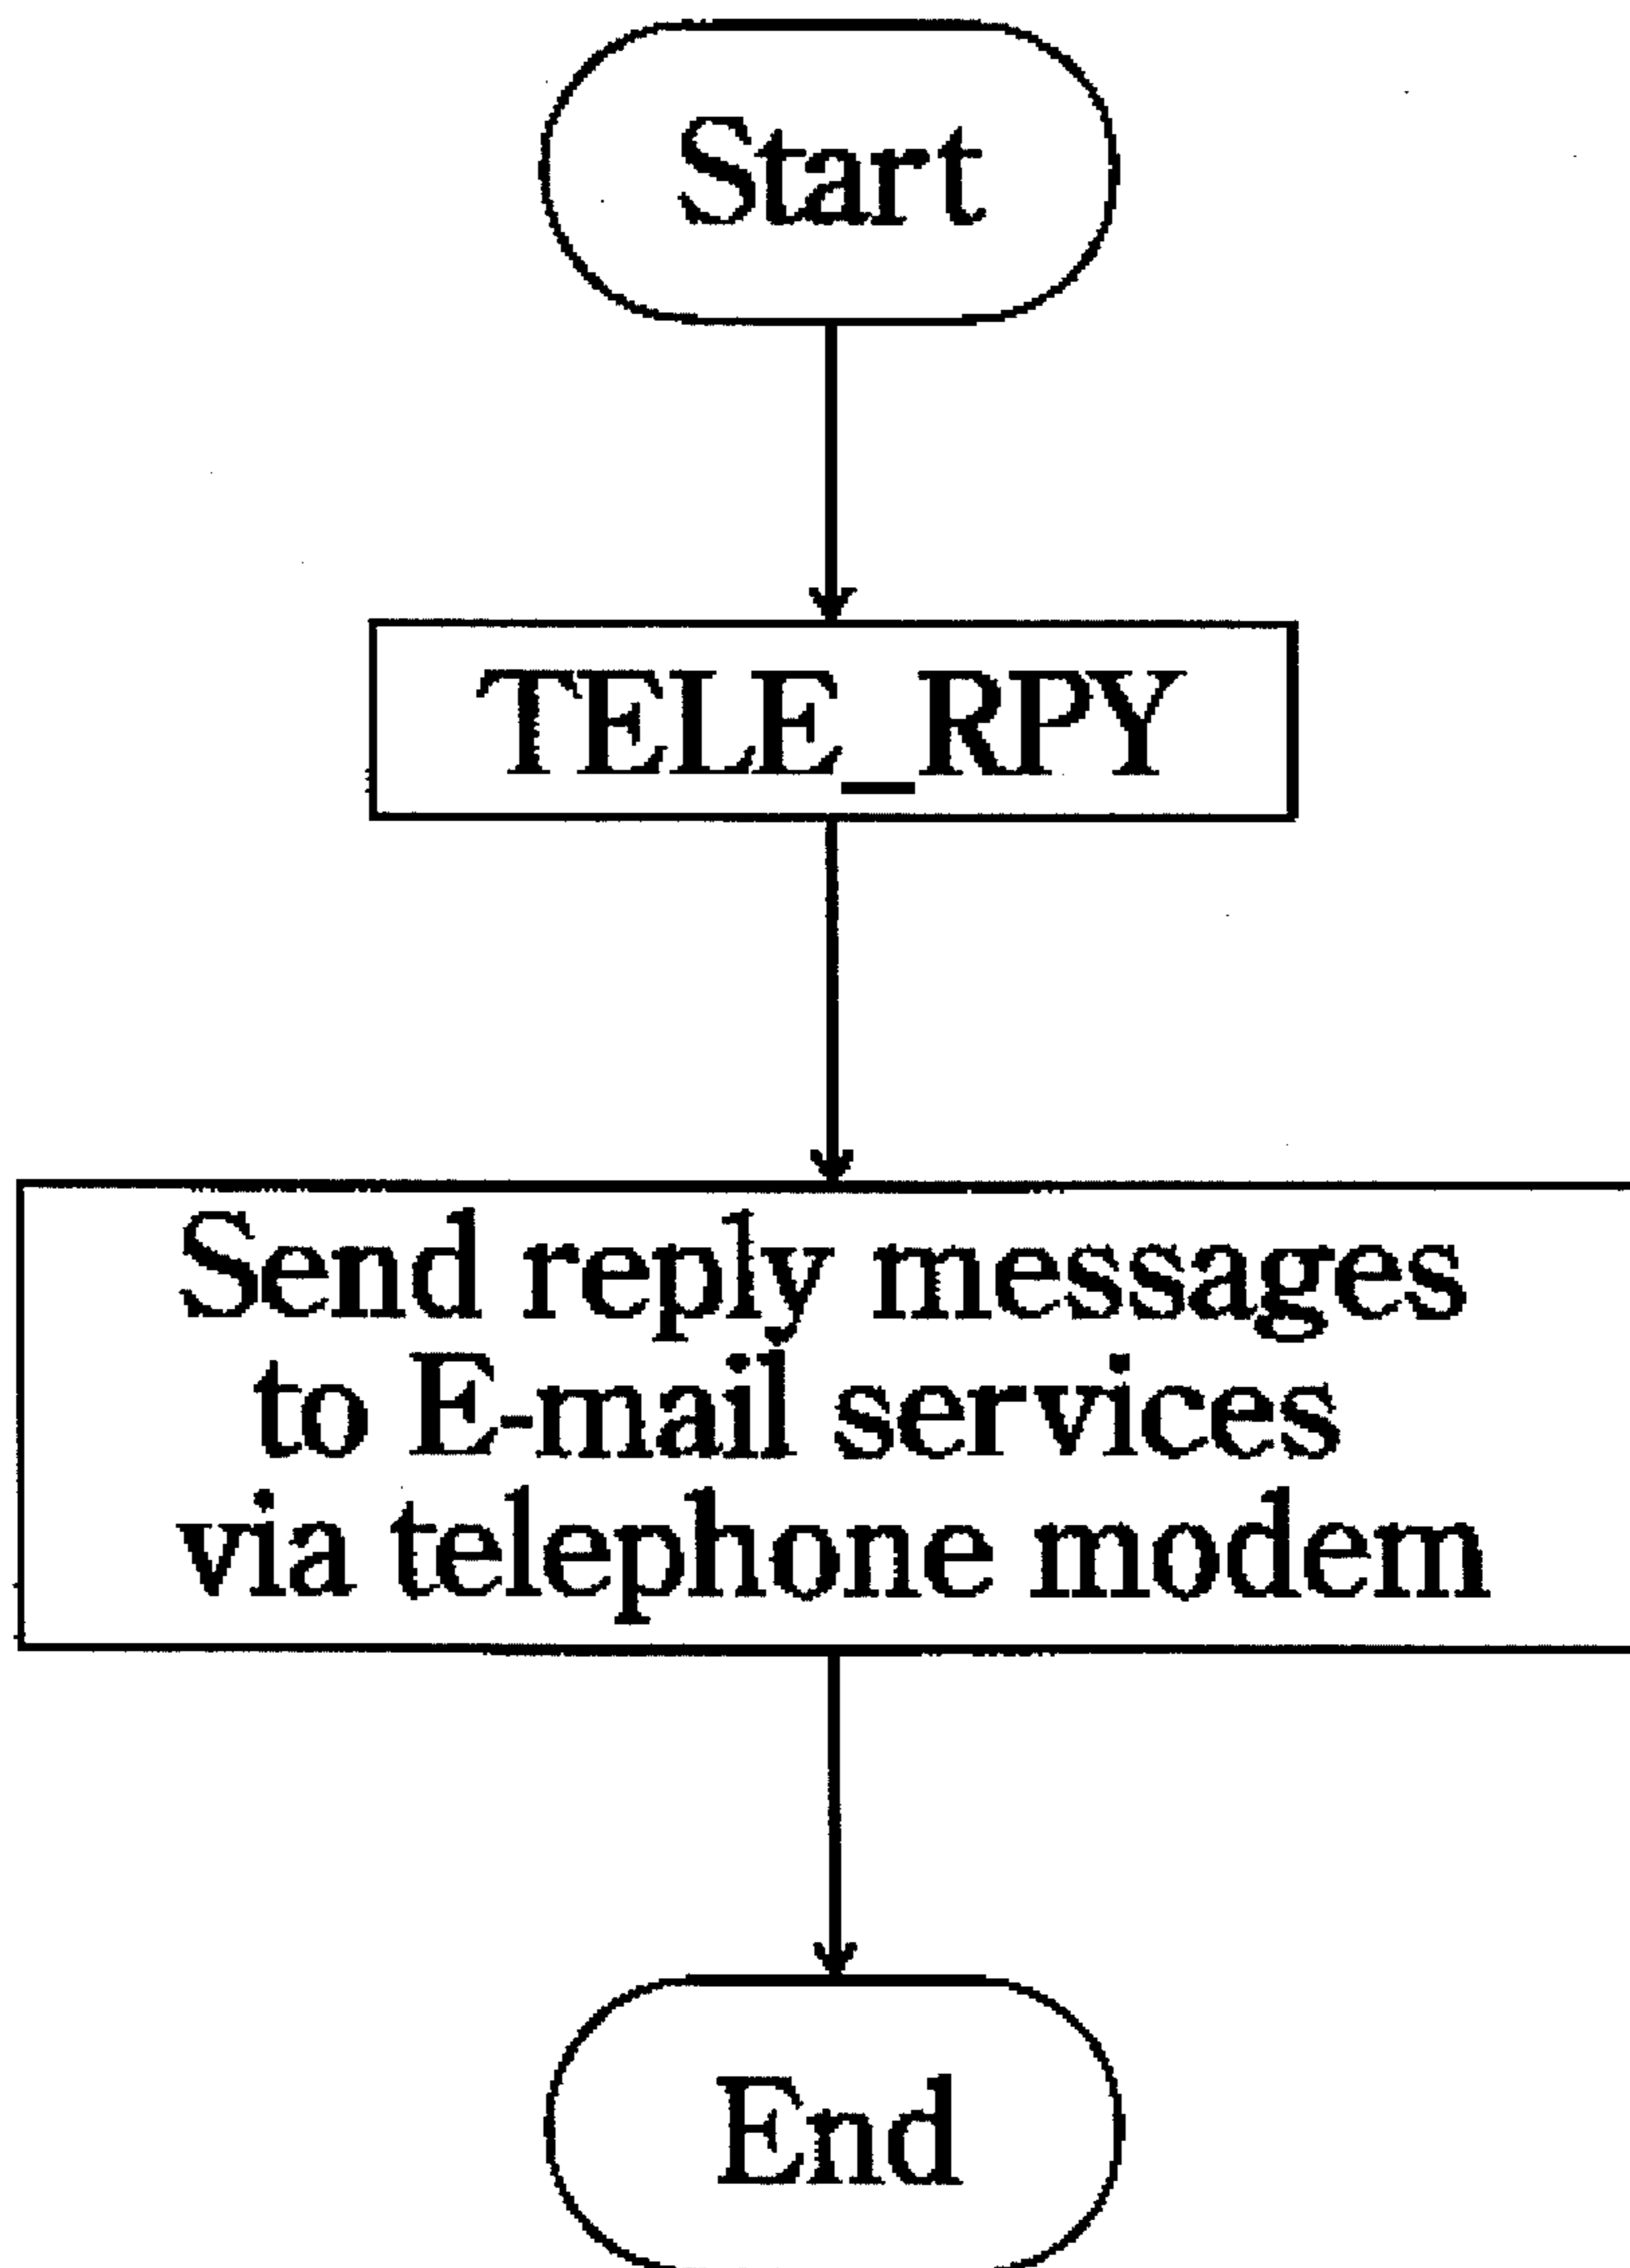 Start
TELE_RPY
Send reply messages
to E-mail services
via telephone modem
End